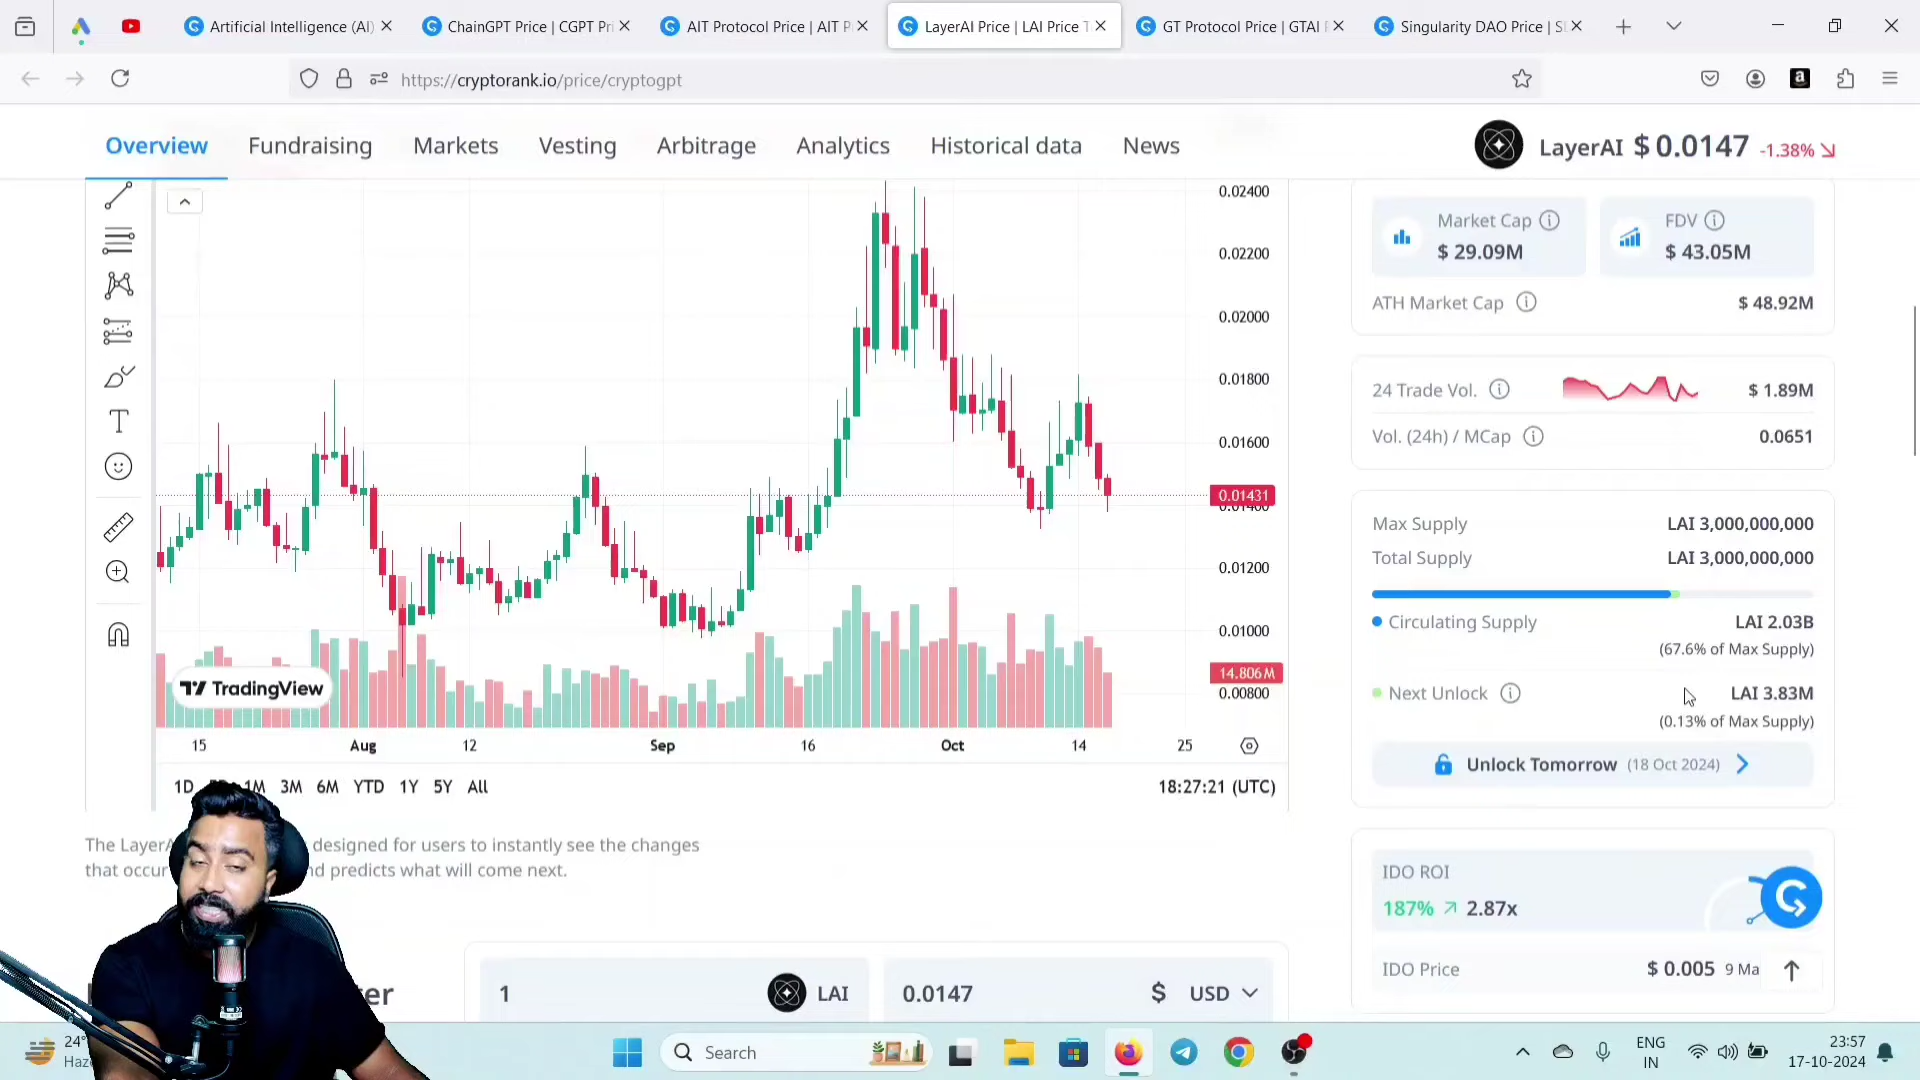 Artificial Intelligence (AI)
ChainGPT Price | CGPT Pri
AIT Protocol Price | AIT P
LayerAI Price | LAI Price T
GT Protocol Price | GTAI
Singularity DAO Price |
https://cryptorank.io/price/cryptogpt
Overview
Fundraising
Markets
Vesting
Arbitrage
Analytics
Historical data
News
LayerAI $ 0.0147 -1.38%
0.02400
0.02200
0.02000
0.01800
0.01600
0.01431
0.01400
0.01200
0.01000
14.806M
0.00800
TradingView
15 Aug 12 Sep 16 Oct 14 25
1D 1M 3M 6M YTD 1Y 5Y All
18:27:21 (UTC)
Market Cap
$ 29.09M
FDV
$ 43.05M
ATH Market Cap $ 48.92M
24 Trade Vol. $ 1.89M
Vol. (24h) / MCap 0.0651
Max Supply LAI 3,000,000,000
Total Supply LAI 3,000,000,000
Circulating Supply LAI 2.03B
(67.6% of Max Supply)
Next Unlock LAI 3.83M
(0.13% of Max Supply)
Unlock Tomorrow (18 Oct 2024)
IDO ROI
187% 2.87x
IDO Price $ 0.005 9 Ma
The designed for users to instantly see the changes
that predicts what will come next.
1 LAI
0.0147 $ USD
24°
Search
ENG
IN
23:57
17-10-2024